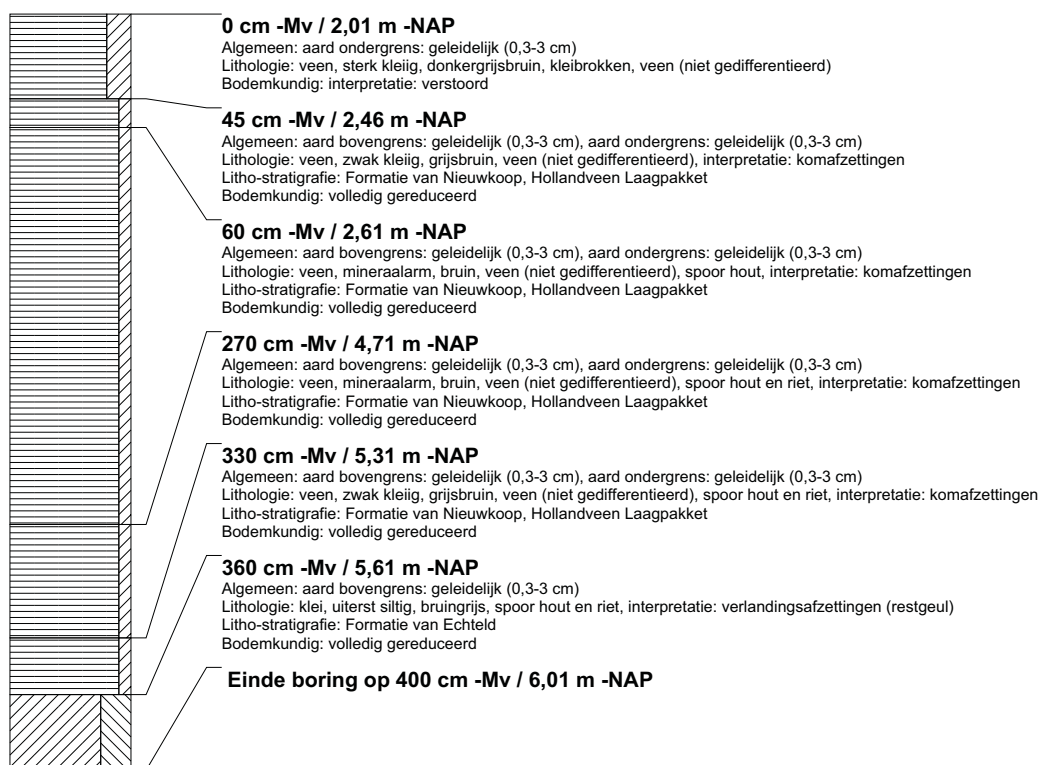 0 cm -Mv / 2,01 m -NAP
Algemeen: aard ondergrens: geleidelijk (0,3-3 cm)
Lithologie: veen, sterk kleiig, donkergrijsbruin, kleibrokken, veen (niet gedifferentieerd)
Bodemkundig: interpretatie: verstoord
45 cm -Mv / 2,46 m -NAP
Algemeen: aard bovengrens: geleidelijk (0,3-3 cm), aard ondergrens: geleidelijk (0,3-3 cm)
Lithologie: veen, zwak kleiig, grijsbruin, veen (niet gedifferentieerd), interpretatie: komafzettingen
Litho-stratigrafie: Formatie van Nieuwkoop, Hollandveen Laagpakket
Bodemkundig: volledig gereduceerd
60 cm -Mv / 2,61 m -NAP
Algemeen: aard bovengrens: geleidelijk (0,3-3 cm), aard ondergrens: geleidelijk (0,3-3 cm)
Lithologie: veen, mineraalarm, bruin, veen (niet gedifferentieerd), spoor hout, interpretatie: komafzettingen
Litho-stratigrafie: Formatie van Nieuwkoop, Hollandveen Laagpakket
Bodemkundig: volledig gereduceerd
270 cm -Mv / 4,71 m -NAP
Algemeen: aard bovengrens: geleidelijk (0,3-3 cm), aard ondergrens: geleidelijk (0,3-3 cm)
Lithologie: veen, mineraalarm, bruin, veen (niet gedifferentieerd), spoor hout en riet, interpretatie: komafzettingen
Litho-stratigrafie: Formatie van Nieuwkoop, Hollandveen Laagpakket
Bodemkundig: volledig gereduceerd
330 cm -Mv / 5,31 m -NAP
Algemeen: aard bovengrens: geleidelijk (0,3-3 cm), aard ondergrens: geleidelijk (0,3-3 cm)
Lithologie: veen, zwak kleiig, grijsbruin, veen (niet gedifferentieerd), spoor hout en riet, interpretatie: komafzettingen
Litho-stratigrafie: Formatie van Nieuwkoop, Hollandveen Laagpakket
Bodemkundig: volledig gereduceerd
360 cm -Mv / 5,61 m -NAP
Algemeen: aard bovengrens: geleidelijk (0,3-3 cm)
Lithologie: klei, uiterst siltig, bruingrijs, spoor hout en riet, interpretatie: verlandingsafzettingen (restgeul)
Litho-stratigrafie: Formatie van Echteld
Bodemkundig: volledig gereduceerd
Einde boring op 400 cm -Mv / 6,01 m -NAP